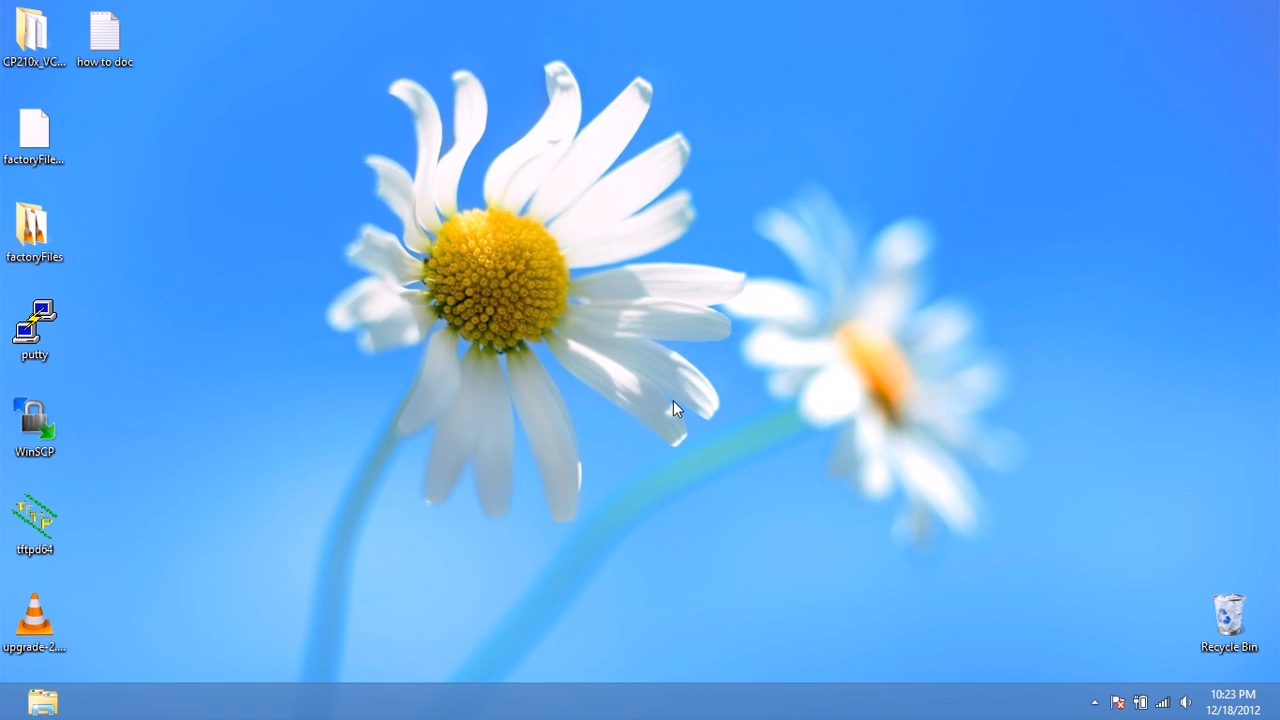 CP210x_VC...
how to doc
factoryFile...
factoryFiles
putty
WinSCP
TFTP
tftpd64
upgrade-2....
Recycle Bin
10:23 PM
12/18/2012